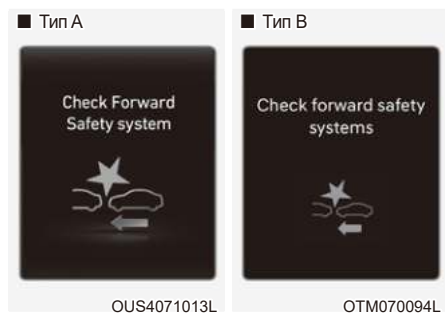 ■ Тип A
Check Forward
Safety system
OUS4071013L
■ Тип B
Check forward safety
systems
OTM070094L